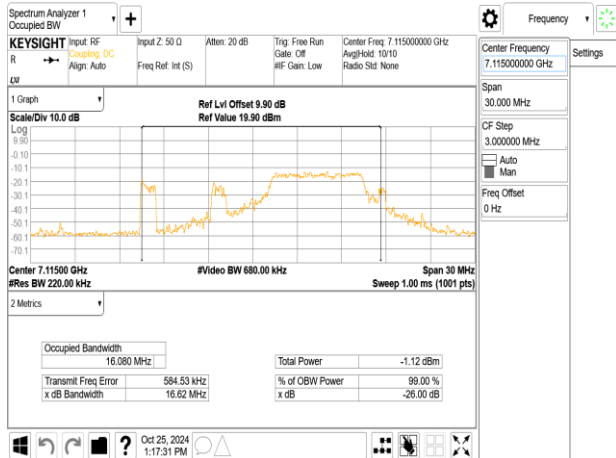 Spectrum Analyzer 1
Occupied BW
+
Frequency
KEYSIGHT
R
LXI
Input: RF
Coupling: DC
Align: Auto
Input Z: 50 Ω
Freq Ref: Int (S)
Atten: 20 dB
Trig: Free Run
Gate: Off
#IF Gain: Low
Center Freq: 7.115000000 GHz
Avg|Hold: 10/10
Radio Std: None
Center Frequency
7.115000000 GHz
Settings
Span
30.000 MHz
CF Step
3.000000 MHz
Auto
Man
Freq Offset
0 Hz
1 Graph
Scale/Div 10.0 dB
Ref Lvl Offset 9.90 dB
Ref Value 19.90 dBm
Log
9.90
-0.10
-10.1
-20.1
-30.1
-40.1
-50.1
-60.1
-70.1
Center 7.11500 GHz
#Res BW 220.00 kHz
#Video BW 680.00 kHz
Span 30 MHz
Sweep 1.00 ms (1001 pts)
2 Metrics
Occupied Bandwidth
16.080 MHz
Total Power -1.12 dBm
Transmit Freq Error 584.53 kHz
% of OBW Power 99.00 %
x dB Bandwidth 16.62 MHz
x dB -26.00 dB
?
Oct 25, 2024
1:17:31 PM